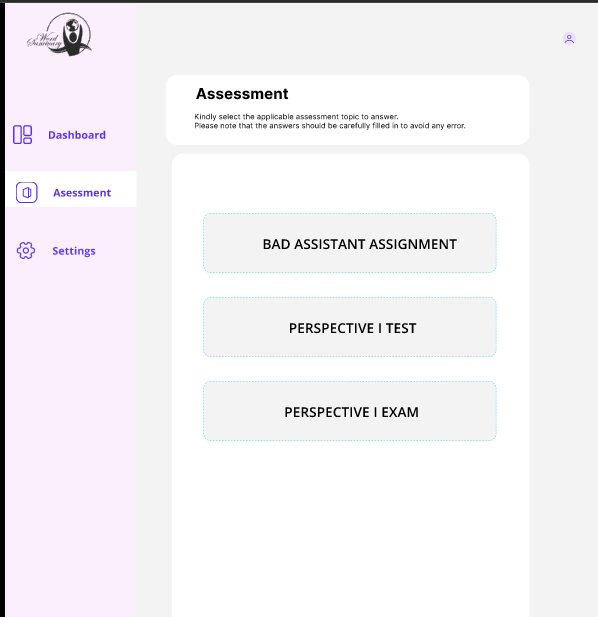 Word
Sanctuary
Assessment
Kindly select the applicable assessment topic to answer.
Please note that the answers should be carefully filled in to avoid any error.
Dashboard
Asessment
Settings
BAD ASSISTANT ASSIGNMENT
PERSPECTIVE I TEST
PERSPECTIVE I EXAM